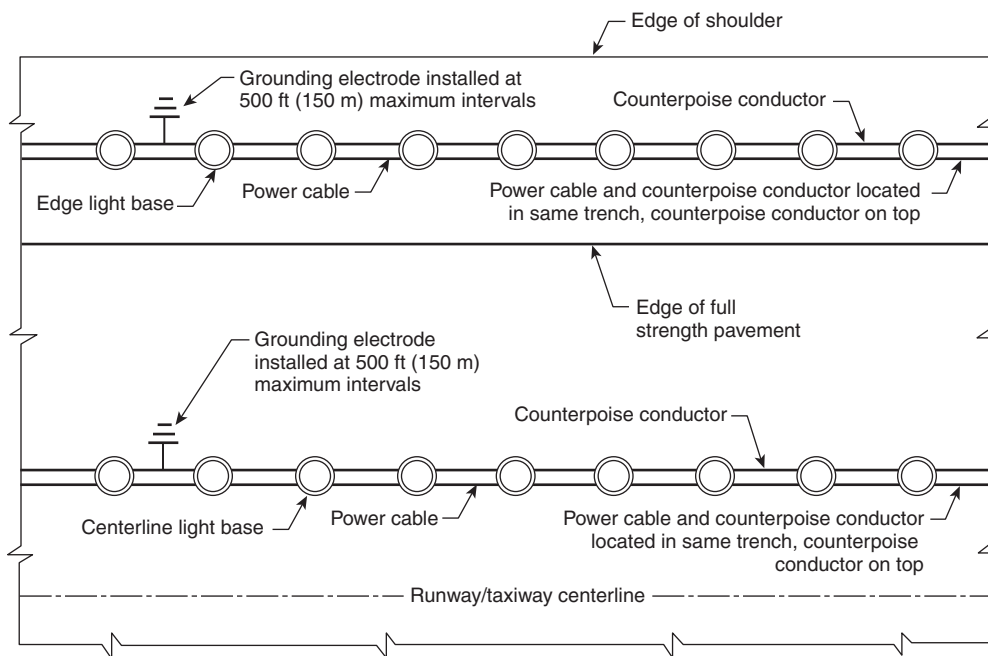 Edge of shoulder
Grounding electrode installed at
500 ft (150 m) maximum intervals
Counterpoise conductor
Edge light base
Power cable
Power cable and counterpoise conductor located
in same trench, counterpoise conductor on top
Edge of full
strength pavement
Grounding electrode
installed at 500 ft (150 m)
maximum intervals
Counterpoise conductor
Centerline light base
Power cable
Power cable and counterpoise conductor
located in same trench, counterpoise
conductor on top
Runway/taxiway centerline